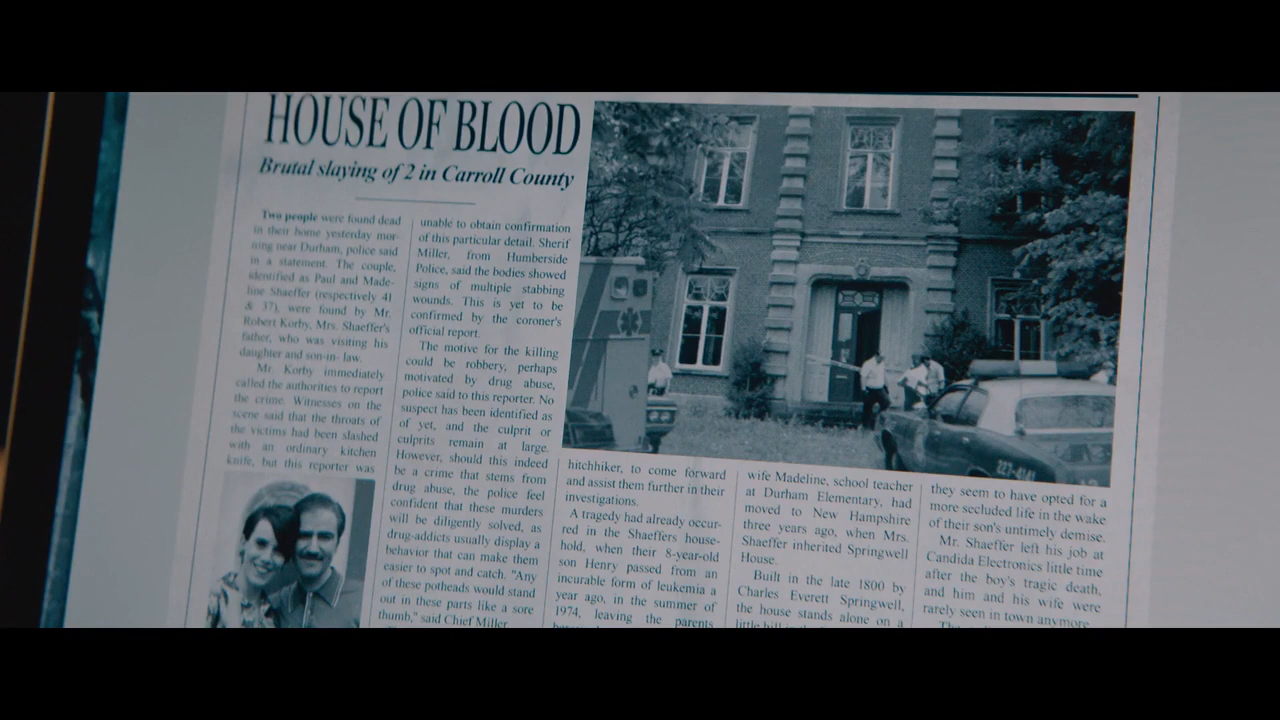 HOUSE OF BLOOD
Brutal slaying of 2 in Carroll County
Two people were found dead
in their home yesterday mor-
ning near Durham, police said
in a statement. The couple,
identified as Paul and Made-
line Shaeffer (respectively 41
& 37), were found by Mr.
Robert Korby, Mrs. Shaeffer's
father, who was visiting his
daughter and son-in- law.
Mr. Korby immediately
called the authorities to report
the crime. Witnesses on the
scene said that the throats of
the victims had been slashed
with an ordinary kitchen
knife, but this reporter was
unable to obtain confirmation
of this particular detail. Sherif
Miller, from Humberside
Police, said the bodies showed
signs of multiple stabbing
wounds. This is yet to be
confirmed by the coroner's
official report.
The motive for the killing
could be robbery, perhaps
motivated by drug abuse,
police said to this reporter. No
suspect has been identified as
of yet, and the culprit or
culprits remain at large.
However, should this indeed
be a crime that stems from
drug abuse, the police feel
confident that these murders
will be diligently solved, as
drug-addicts usually display a
behavior that can make them
easier to spot and catch. "Any
of these potheads would stand
out in these parts like a sore
thumb," said Chief Miller.
hitchhiker, to come forward
and assist them further in their
investigations.
A tragedy had already occur-
red in the Shaeffers house-
hold, when their 8-year-old
son Henry passed from an
incurable form of leukemia a
year ago, in the summer of
1974, leaving the parents
wife Madeline, school teacher
at Durham Elementary, had
moved to New Hampshire
three years ago, when Mrs.
Shaeffer inherited Springwell
House.
Built in the late 1800 by
Charles Everett Springwell,
the house stands alone on a
little hill in the
they seem to have opted for a
more secluded life in the wake
of their son's untimely demise.
Mr. Shaeffer left his job at
Candida Electronics little time
after the boy's tragic death,
and him and his wife were
rarely seen in town anymore.
227-4141